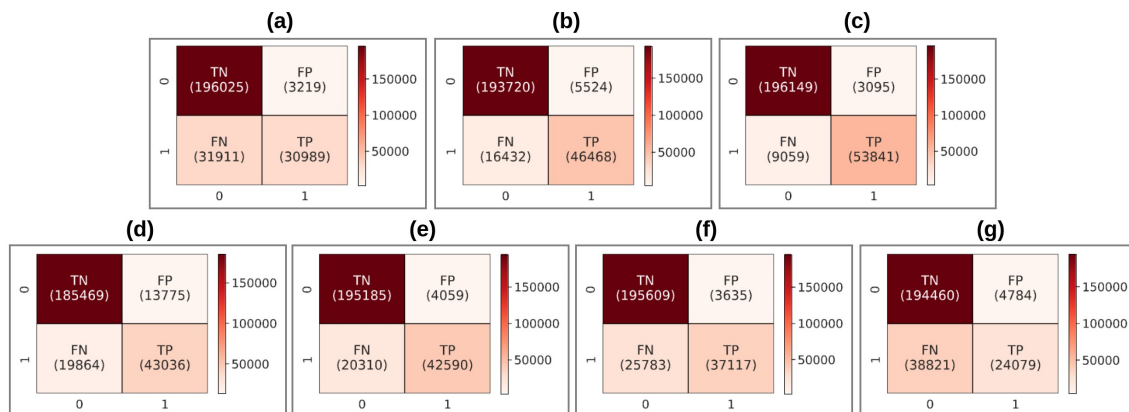 (a)
(b)
(c)
0
TN
(196025)
FP
(3219)
1
FN
(31911)
TP
(30989)
0
1
150000
100000
50000
0
TN
(193720)
FP
(5524)
1
FN
(16432)
TP
(46468)
0
1
150000
100000
50000
0
TN
(196149)
FP
(3095)
1
FN
(9059)
TP
(53841)
0
1
150000
100000
50000
(d)
(e)
(f)
(g)
0
TN
(185469)
FP
(13775)
1
FN
(19864)
TP
(43036)
0
1
150000
100000
50000
0
TN
(195185)
FP
(4059)
1
FN
(20310)
TP
(42590)
0
1
150000
100000
50000
0
TN
(195609)
FP
(3635)
1
FN
(25783)
TP
(37117)
0
1
150000
100000
50000
0
TN
(194460)
FP
(4784)
1
FN
(38821)
TP
(24079)
0
1
150000
100000
50000